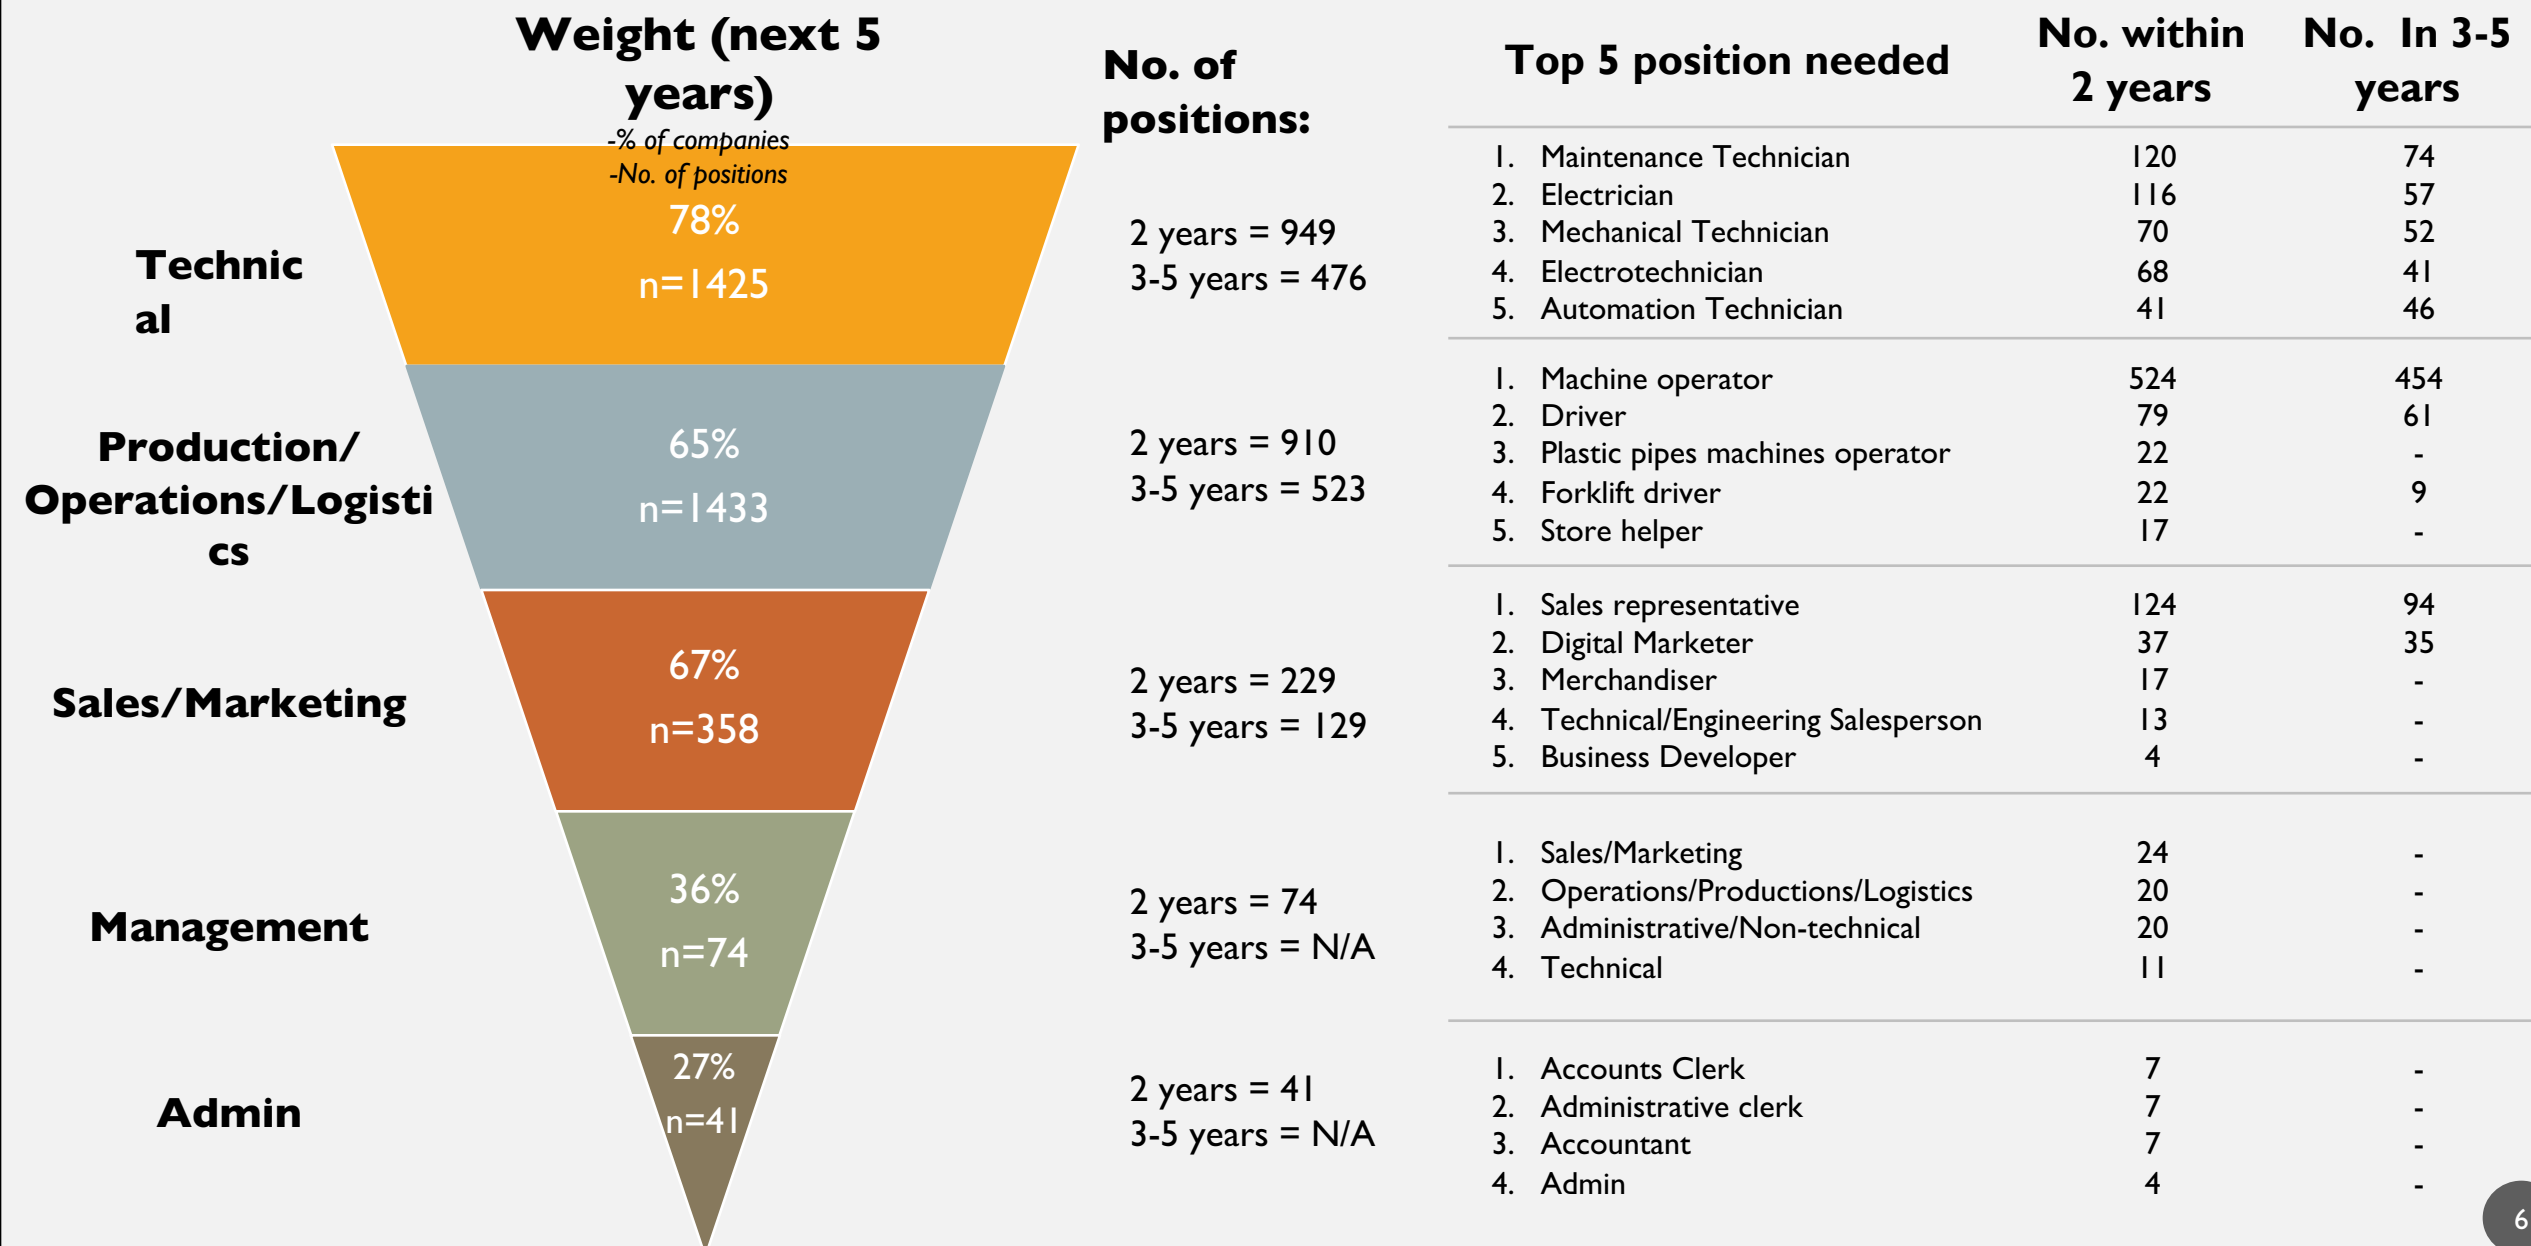 Weight (next 5
years)
-% of companies
-No. of positions
No. of
positions:
Top 5 position needed
No. within
2 years
No. In 3-5
years
Technic
al
78%
n=1425
2 years = 949
3-5 years = 476
1. Maintenance Technician 120 74
2. Electrician 116 57
3. Mechanical Technician 70 52
4. Electrotechnician 68 41
5. Automation Technician 41 46
Production/
Operations/Logisti
cs
65%
n=1433
2 years = 910
3-5 years = 523
1. Machine operator 524 454
2. Driver 79 61
3. Plastic pipes machines operator 22 -
4. Forklift driver 22 9
5. Store helper 17 -
Sales/Marketing
67%
n=358
2 years = 229
3-5 years = 129
1. Sales representative 124 94
2. Digital Marketer 37 35
3. Merchandiser 17 -
4. Technical/Engineering Salesperson 13 -
5. Business Developer 4 -
Management
36%
n=74
2 years = 74
3-5 years = N/A
1. Sales/Marketing 24 -
2. Operations/Productions/Logistics 20 -
3. Administrative/Non-technical 20 -
4. Technical 11 -
Admin
27%
n=41
2 years = 41
3-5 years = N/A
1. Accounts Clerk 7 -
2. Administrative clerk 7 -
3. Accountant 7 -
4. Admin 4 -
6